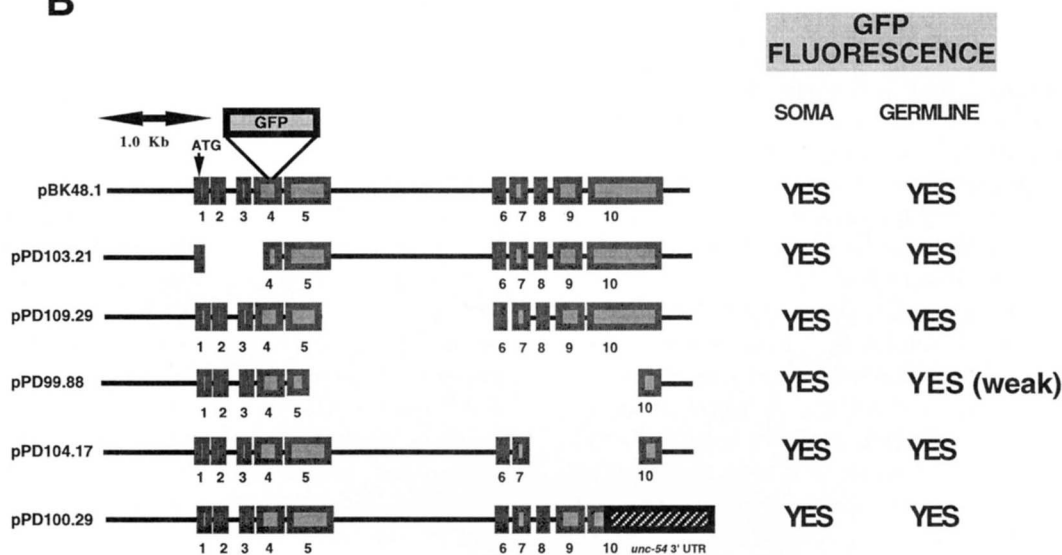 B
GFP
FLUORESCENCE
SOMA GERMLINE
1.0 Kb ATG GFP
pBK48.1 YES YES
1 2 3 4 5 6 7 8 9 10
pPD103.21 YES YES
4 5 6 7 8 9 10
pPD109.29 YES YES
1 2 3 4 5 6 7 8 9 10
pPD99.88 YES YES (weak)
1 2 3 4 5 10
pPD104.17 YES YES
1 2 3 4 5 6 7 10
pPD100.29 YES YES
1 2 3 4 5 6 7 8 9 10 unc-54 3' UTR